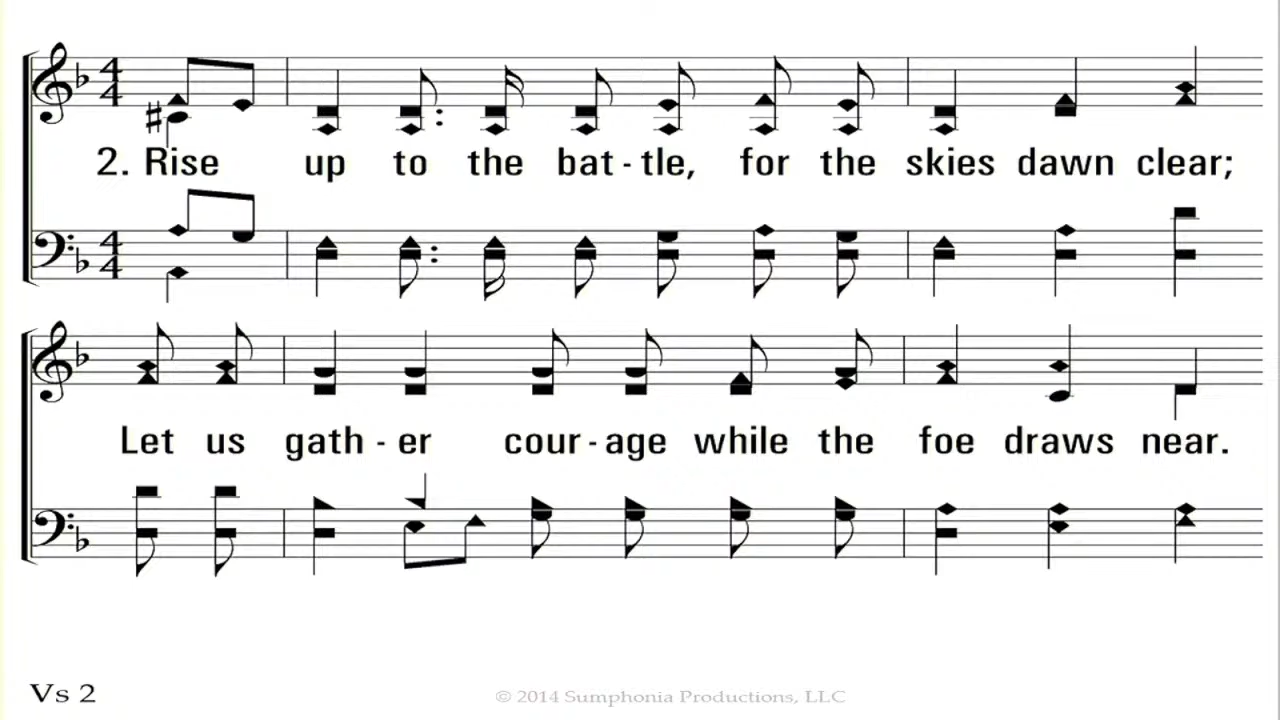 2. Rise up to the bat - tle, for the skies dawn clear;
Let us gath - er cour - age while the foe draws near.
Vs 2
© 2014 Sumphonia Productions, LLC